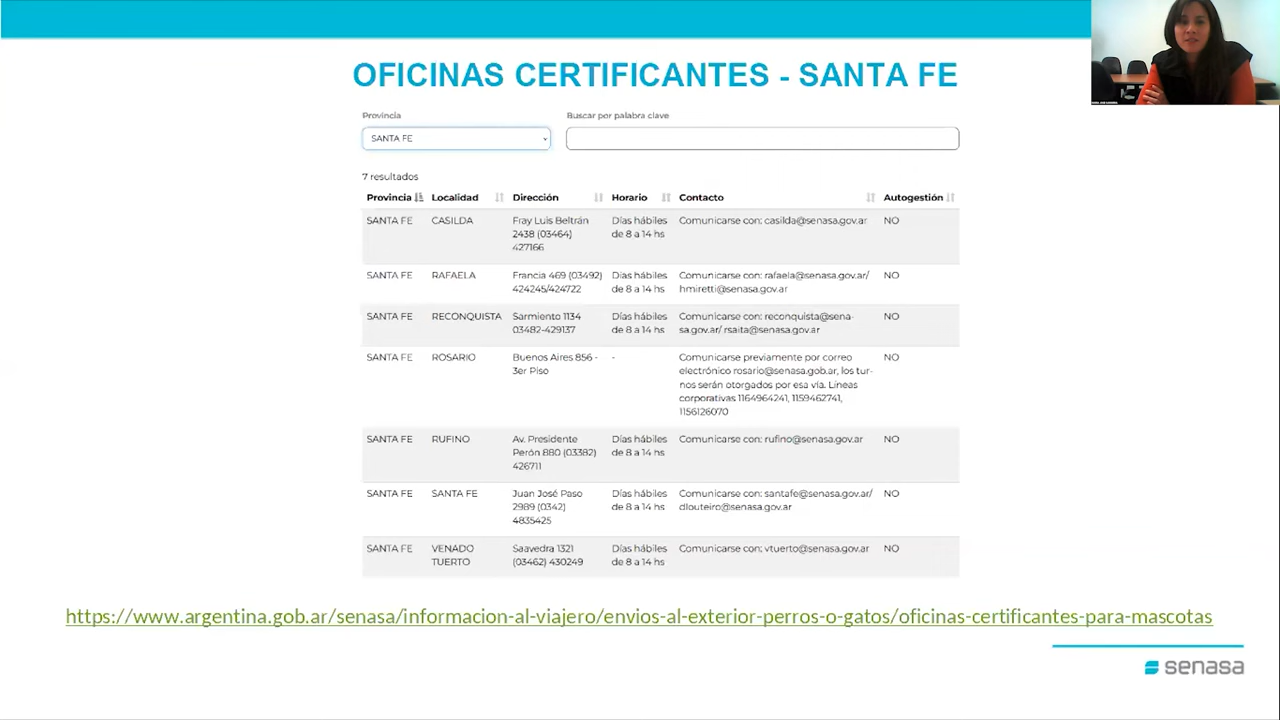 OFICINAS CERTIFICANTES - SANTA FE
Provincia
Buscar por palabra clave
SANTA FE
7 resultados
Provincia Localidad Dirección Horario Contacto Autogestión
SANTA FE CASILDA Fray Luis Beltrán Días hábiles Comunicarse con: casilda@senasa.gov.ar NO
2438 (03464) de 8 a 14 hs
427166
SANTA FE RAFAELA Francia 469 (03492) Días hábiles Comunicarse con: rafaela@senasa.gov.ar/ NO
424245/424722 de 8 a 14 hs hmiretti@senasa.gov.ar
SANTA FE RECONQUISTA Sarmiento 1134 Días hábiles Comunicarse con: reconquista@sena- NO
03482-429137 de 8 a 14 hs sa.gov.ar/ rsaita@senasa.gov.ar
SANTA FE ROSARIO Buenos Aires 856 - - Comunicarse previamente por correo NO
3er Piso electrónico rosario@senasa.gob.ar, los tur-
nos serán otorgados por esa vía. Líneas
corporativas 1164964241, 1159462741,
1156126070
SANTA FE RUFINO Av. Presidente Días hábiles Comunicarse con: rufino@senasa.gov.ar NO
Perón 880 (03382) de 8 a 14 hs
426711
SANTA FE SANTA FE Juan José Paso Días hábiles Comunicarse con: santafe@senasa.gov.ar/ NO
2989 (0342) de 8 a 14 hs dlouteiro@senasa.gov.ar
4835425
SANTA FE VENADO Saavedra 1321 Días hábiles Comunicarse con: vtuerto@senasa.gov.ar NO
TUERTO (03462) 430249 de 8 a 14 hs
https://www.argentina.gob.ar/senasa/informacion-al-viajero/envios-al-exterior-perros-o-gatos/oficinas-certificantes-para-mascotas
senasa